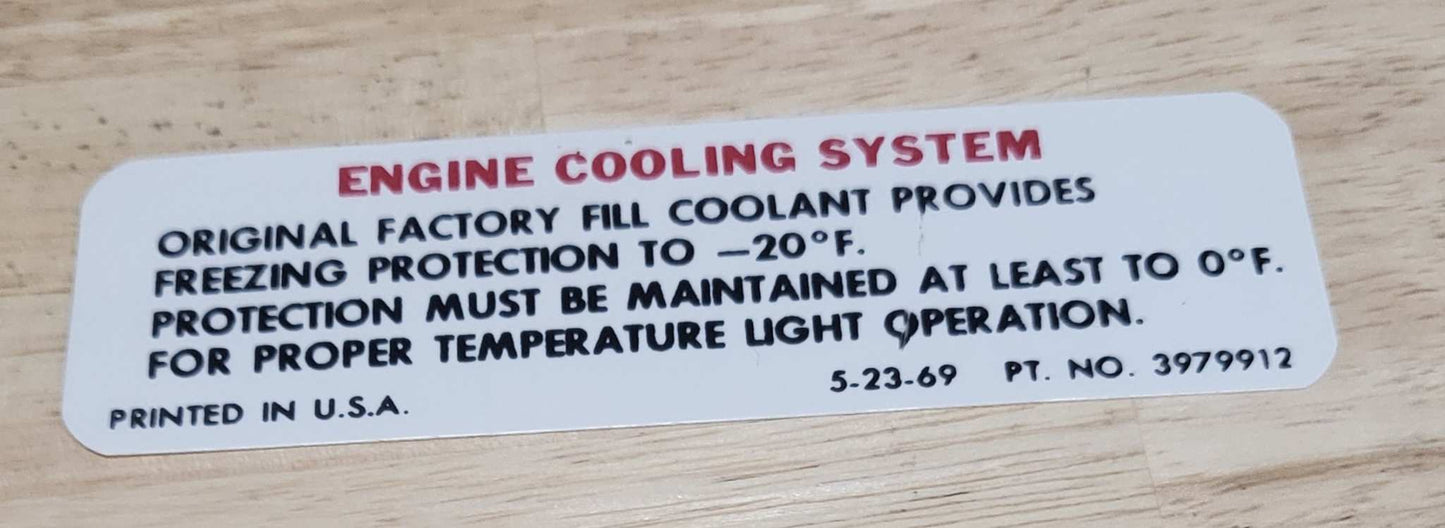 ENGINE COOLING SYSTEM
ORIGINAL FACTORY FILL COOLANT PROVIDES
FREEZING PROTECTION TO —20°F.
PROTECTION MUST BE MAINTAINED AT LEAST TO 0°F.
FOR PROPER TEMPERATURE LIGHT OPERATION.
PRINTED IN U.S.A. 5-23-69 PT. NO. 3979912